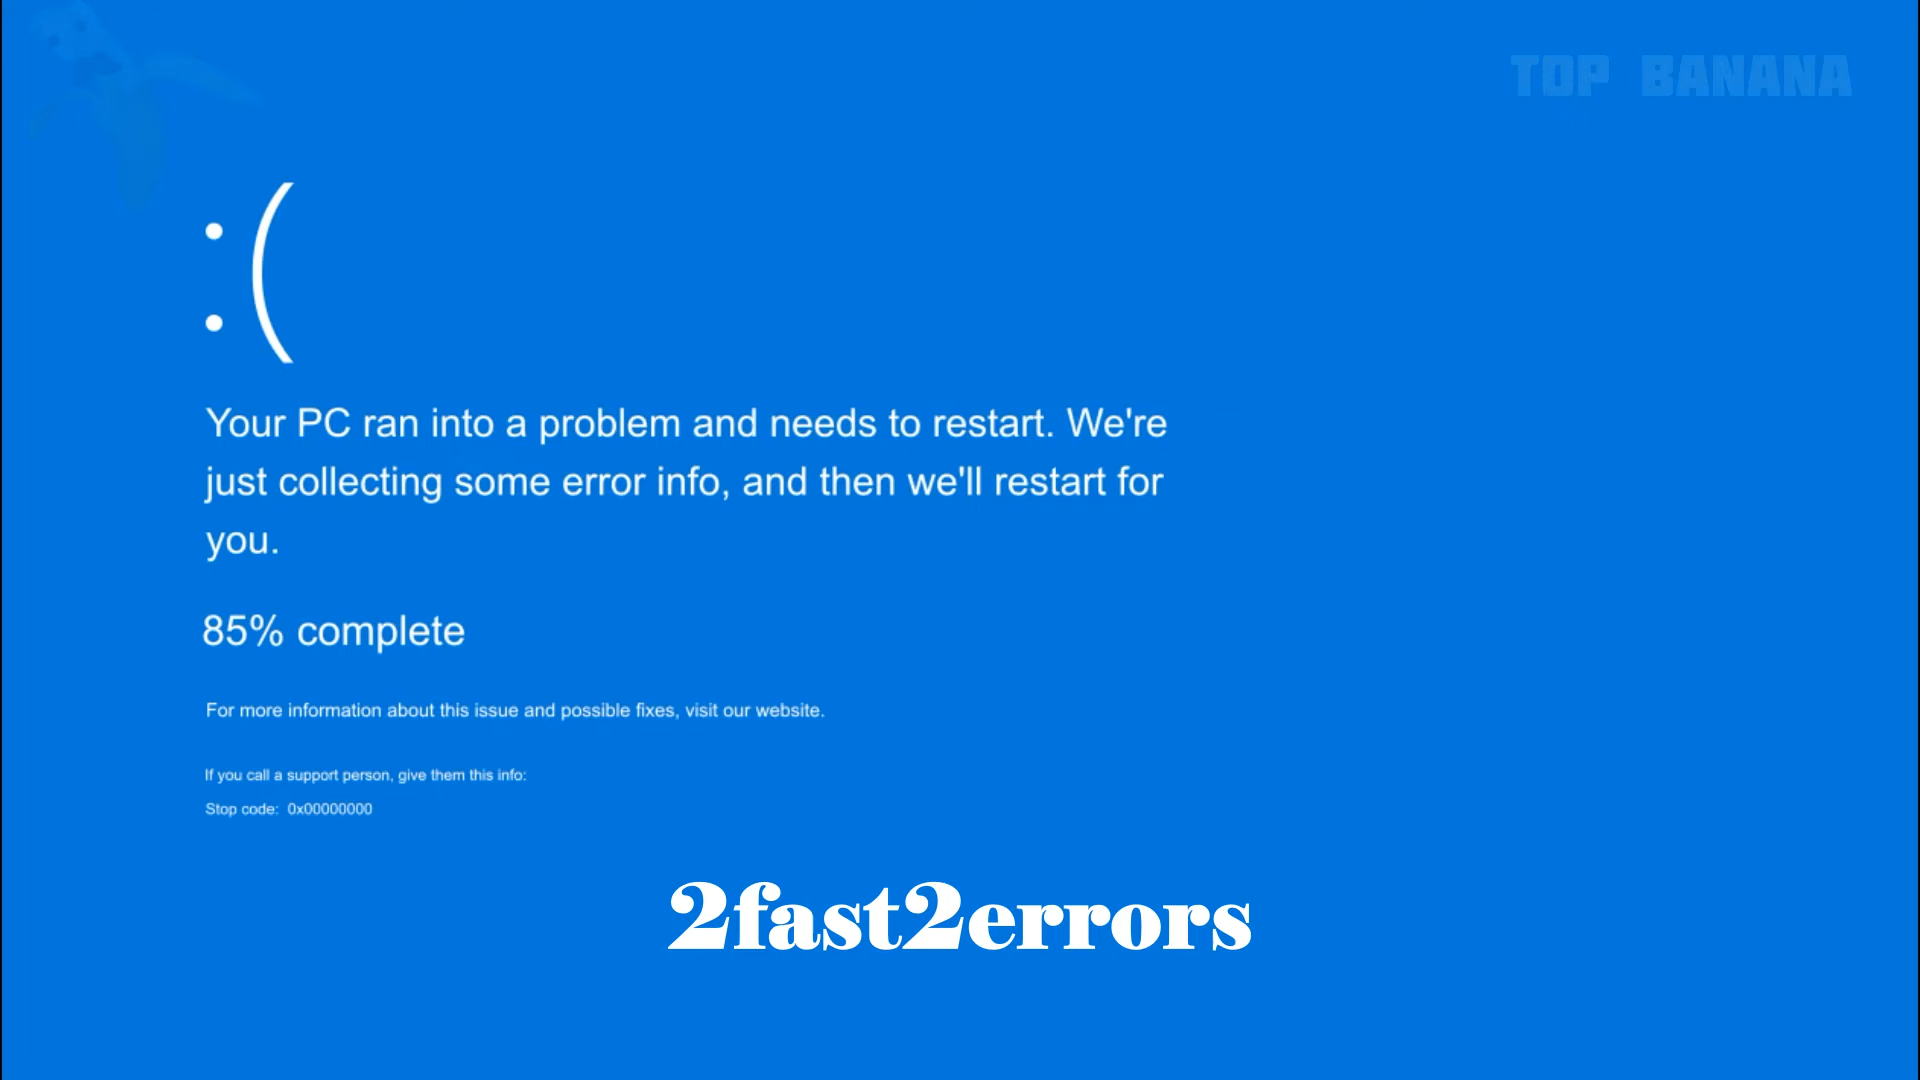 TOP BANANA
:(
Your PC ran into a problem and needs to restart. We're
just collecting some error info, and then we'll restart for
you.
85% complete
For more information about this issue and possible fixes, visit our website.
If you call a support person, give them this info:
Stop code: 0x00000000
2fast2errors